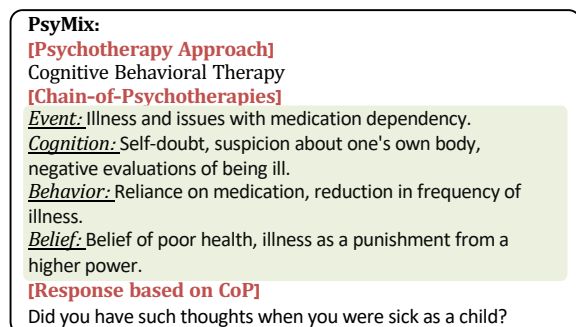 PsyMix:
[Psychotherapy Approach]
Cognitive Behavioral Therapy
[Chain-of-Psychotherapies]
Event: Illness and issues with medication dependency.
Cognition: Self-doubt, suspicion about one's own body,
negative evaluations of being ill.
Behavior: Reliance on medication, reduction in frequency of
illness.
Belief: Belief of poor health, illness as a punishment from a
higher power.
[Response based on CoP]
Did you have such thoughts when you were sick as a child?